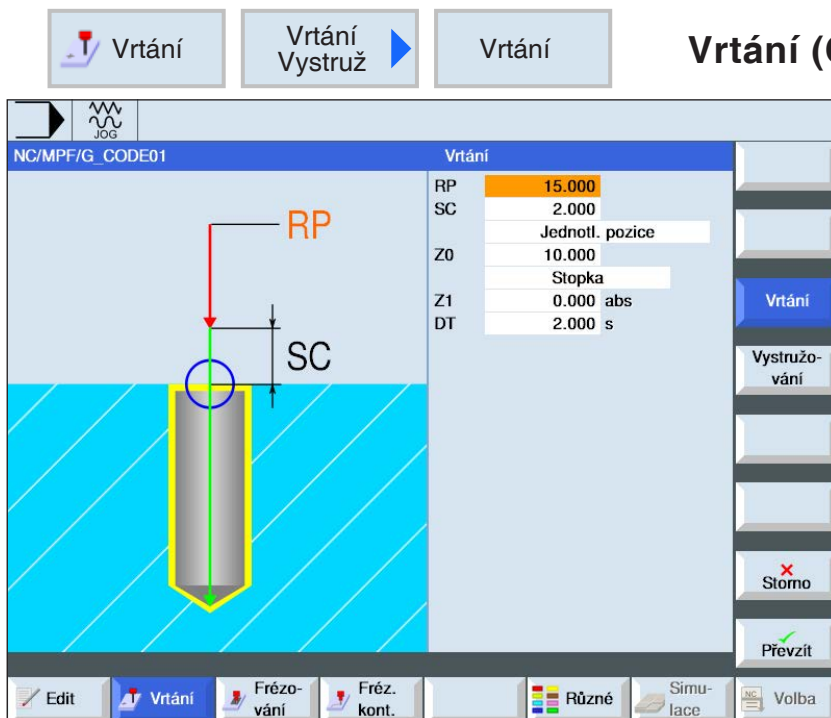 Vrtání
Vrtání
Vystruž
Vrtání
Vrtání (
JOG
NC/MPF/G_CODE01
Vrtání
RP 15.000
SC 2.000
Jednotl. pozice
Z0 10.000
Stopka
Z1 0.000 abs
DT 2.000 s
RP
SC
Vrtání
Vystružo-
vání
Storno
Převzít
Edit
Vrtání
Frézo-
vání
Fréz.
kont.
Různé
Simu-
lace
NC
Volba